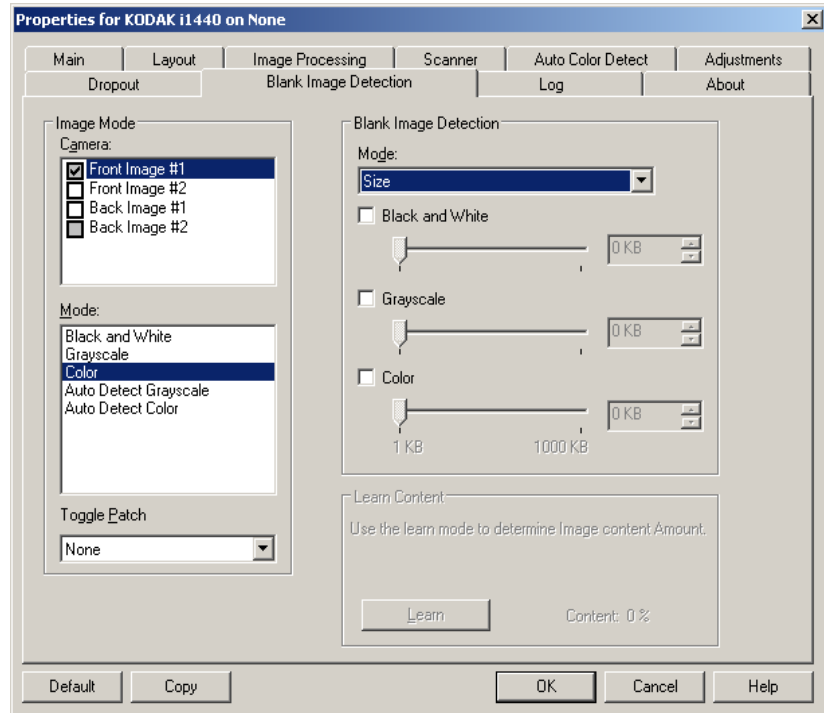 Properties for KODAK i1440 on None
Main
Layout
Image Processing
Scanner
Auto Color Detect
Adjustments
Dropout
Blank Image Detection
Log
About
Image Mode
Camera:
Front Image #1
Front Image #2
Back Image #1
Back Image #2
Mode:
Black and White
Grayscale
Color
Auto Detect Grayscale
Auto Detect Color
Toggle Patch
None
Blank Image Detection
Mode:
Size
Black and White
0 KB
Grayscale
0 KB
Color
0 KB
1 KB 1000 KB
Learn Content
Use the learn mode to determine Image content Amount.
Learn
Content: 0 %
Default
Copy
OK
Cancel
Help